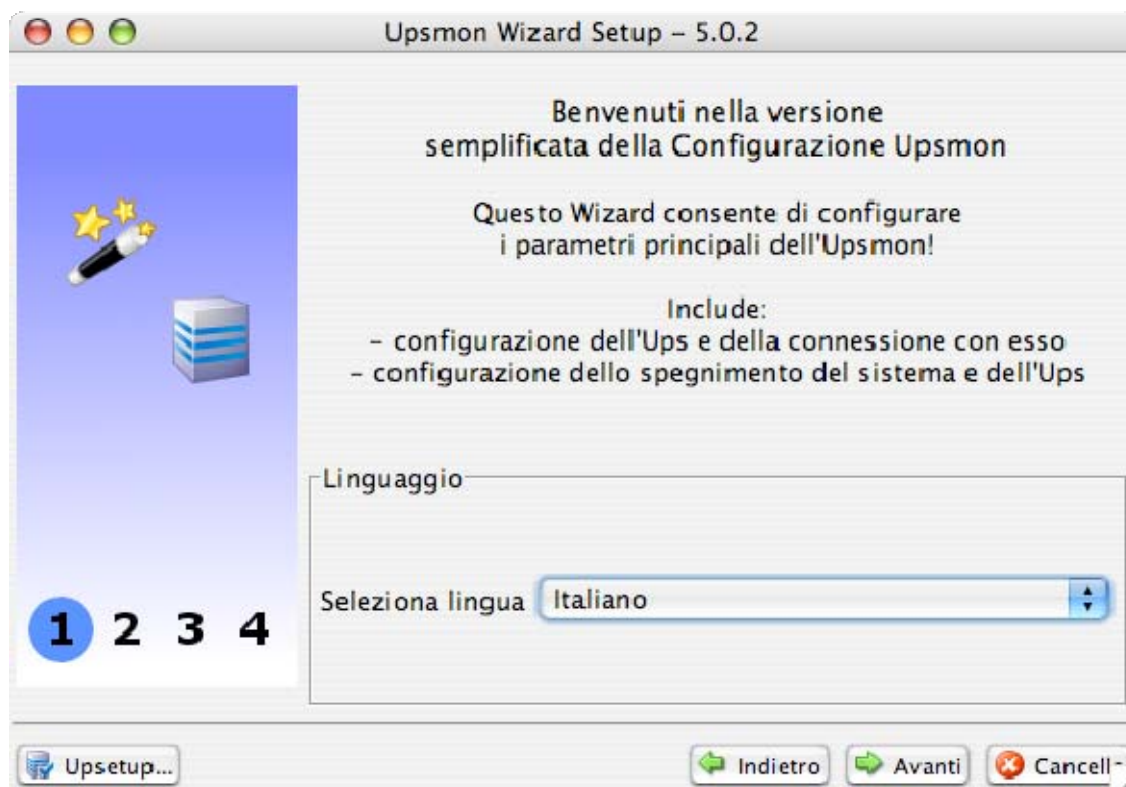 Upsmon Wizard Setup – 5.0.2
Benvenuti nella versione
semplificata della Configurazione Upsmon
Questo Wizard consente di configurare
i parametri principali dell'Upsmon!
Include:
– configurazione dell'Ups e della connessione con esso
– configurazione dello spegnimento del sistema e dell'Ups
Linguaggio
Seleziona lingua Italiano
1 2 3 4
Upsetup... Indietro Avanti Cancell